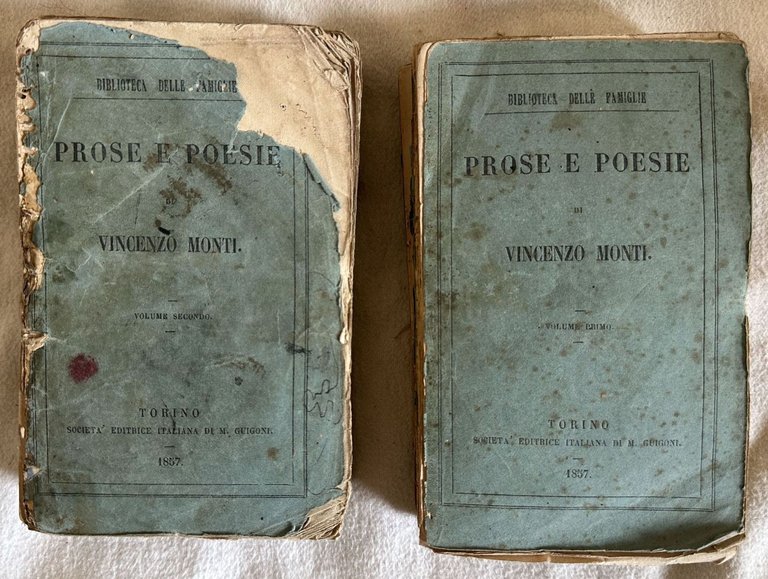 BIBLIOTECA DELLE FAMIGLIE
PROSE E POESIE
DI
VINCENZO MONTI.
VOLUME SECONDO.
TORINO
SOCIETA' EDITRICE ITALIANA DI M. GUIGONI.
1857.
BIBLIOTECA DELLE FAMIGLIE
PROSE E POESIE
DI
VINCENZO MONTI.
VOLUME PRIMO.
TORINO
SOCIETA' EDITRICE ITALIANA DI M. GUIGONI.
1857.